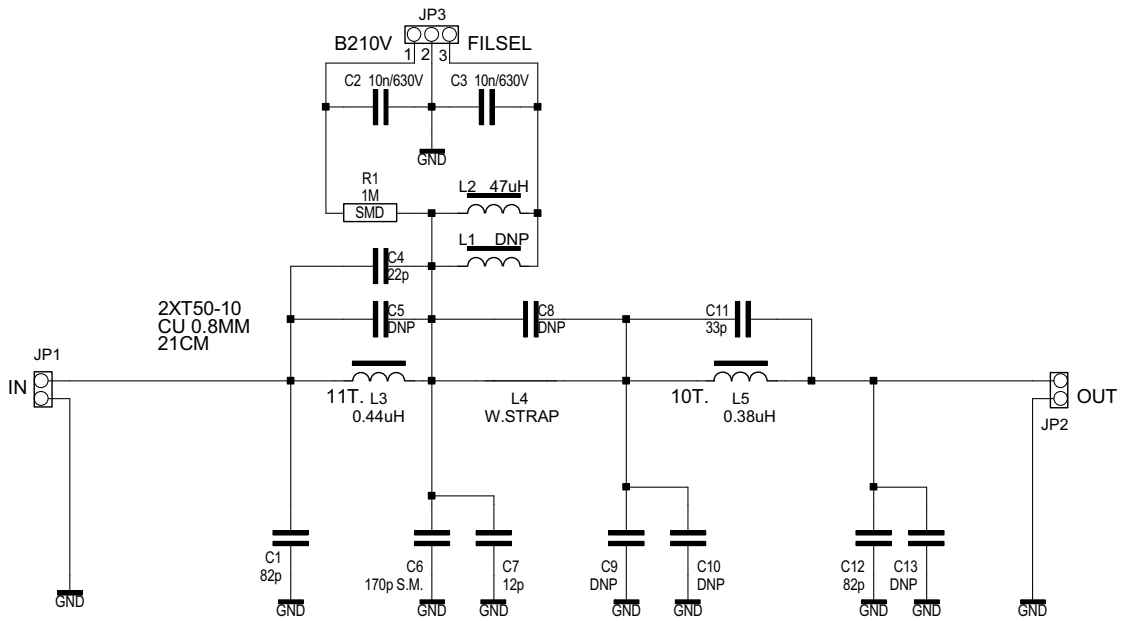 JP3
B210V
FILSEL
1 2 3
C2 10n/630V
C3 10n/630V
GND
R1
1M
SMD
L2 47uH
L1 DNP
C4
22p
2XT50-10
CU 0.8MM
21CM
C5
DNP
C8
DNP
C11
33p
JP1
IN
11T.
L3
0.44uH
L4
W.STRAP
10T.
L5
0.38uH
OUT
JP2
C1
82p
C6
170p S.M.
C7
12p
C9
DNP
C10
DNP
C12
82p
C13
DNP
GND
GND
GND
GND
GND
GND
GND
GND
GND